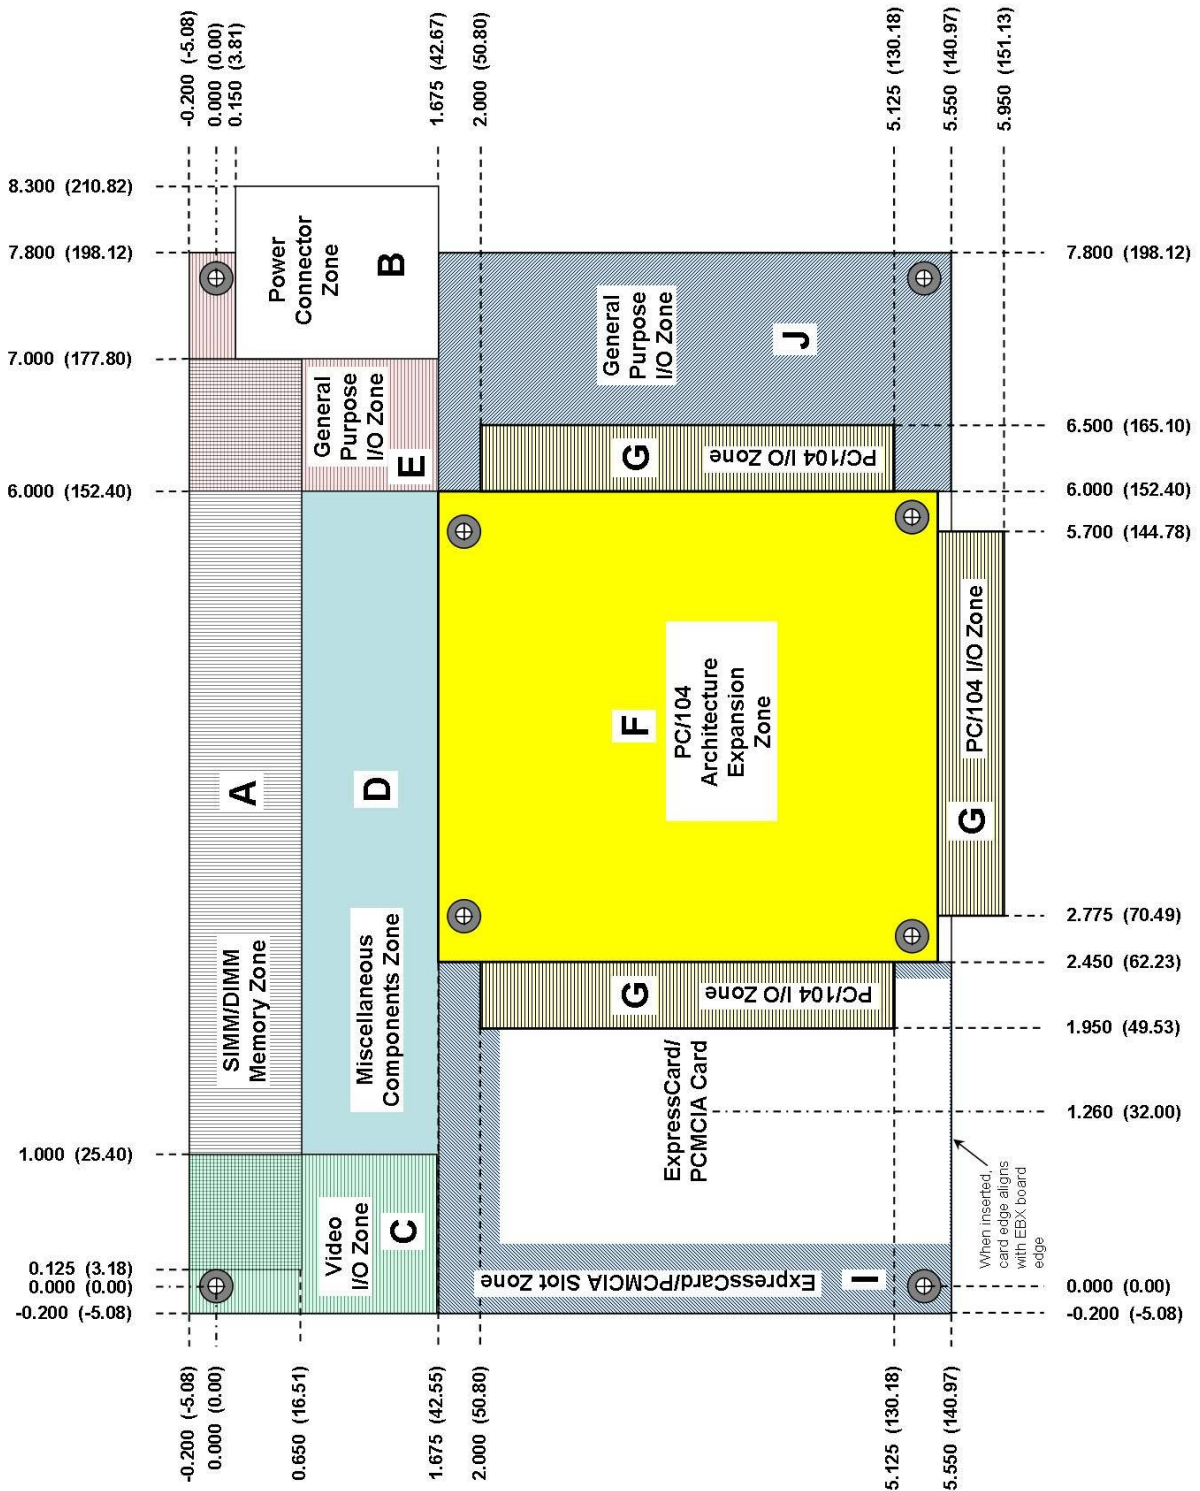 -0.200 (-5.08)
0.000 (0.00)
0.150 (3.81)
1.675 (42.67)
2.000 (50.80)
5.125 (130.18)
5.550 (140.97)
5.950 (151.13)
8.300 (210.82)
7.800 (198.12)
7.000 (177.80)
6.000 (152.40)
1.000 (25.40)
0.125 (3.18)
0.000 (0.00)
-0.200 (-5.08)
Power
Connector
Zone
B
General
Purpose
I/O Zone
E
General
Purpose
I/O Zone
J
G
PC/104 I/O Zone
A
SIMM/DIMM
Memory Zone
D
Miscellaneous
Components Zone
F
PC/104
Architecture
Expansion
Zone
PC/104 I/O Zone
G
G
PC/104 I/O Zone
Video
I/O Zone
C
ExpressCard/
PCMCIA Card
ExpressCard/PCMCIA Slot Zone
I
When inserted,
card edge aligns
with EBX board
edge
7.800 (198.12)
6.500 (165.10)
6.000 (152.40)
5.700 (144.78)
2.775 (70.49)
2.450 (62.23)
1.950 (49.53)
1.260 (32.00)
0.000 (0.00)
-0.200 (-5.08)
-0.200 (-5.08)
0.000 (0.00)
0.650 (16.51)
1.675 (42.55)
2.000 (50.80)
5.125 (130.18)
5.550 (140.97)